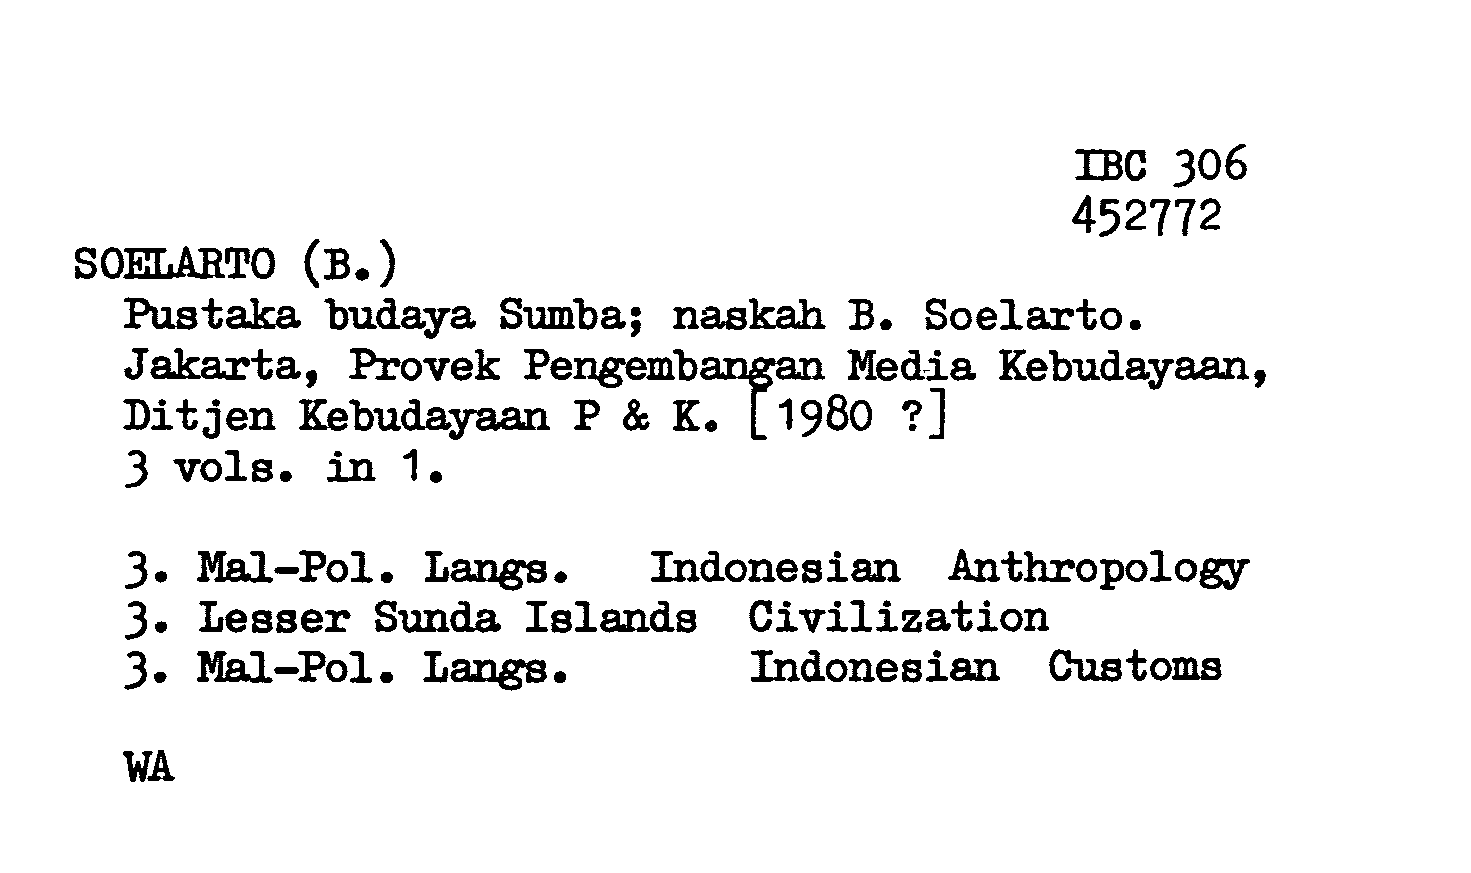 IBC 306
452772
SOELARTO (B.)
Pustaka budaya Sumba; naskah B. Soelarto.
Jakarta, Provek Pengembangan Media Kebudayaan,
Ditjen Kebudayaan P & K. [1980 ?]
3 vols. in 1.
3. Mal-Pol. Langs. Indonesian Anthropology
3. Lesser Sunda Islands Civilization
3. Mal-Pol. Langs. Indonesian Customs
WA